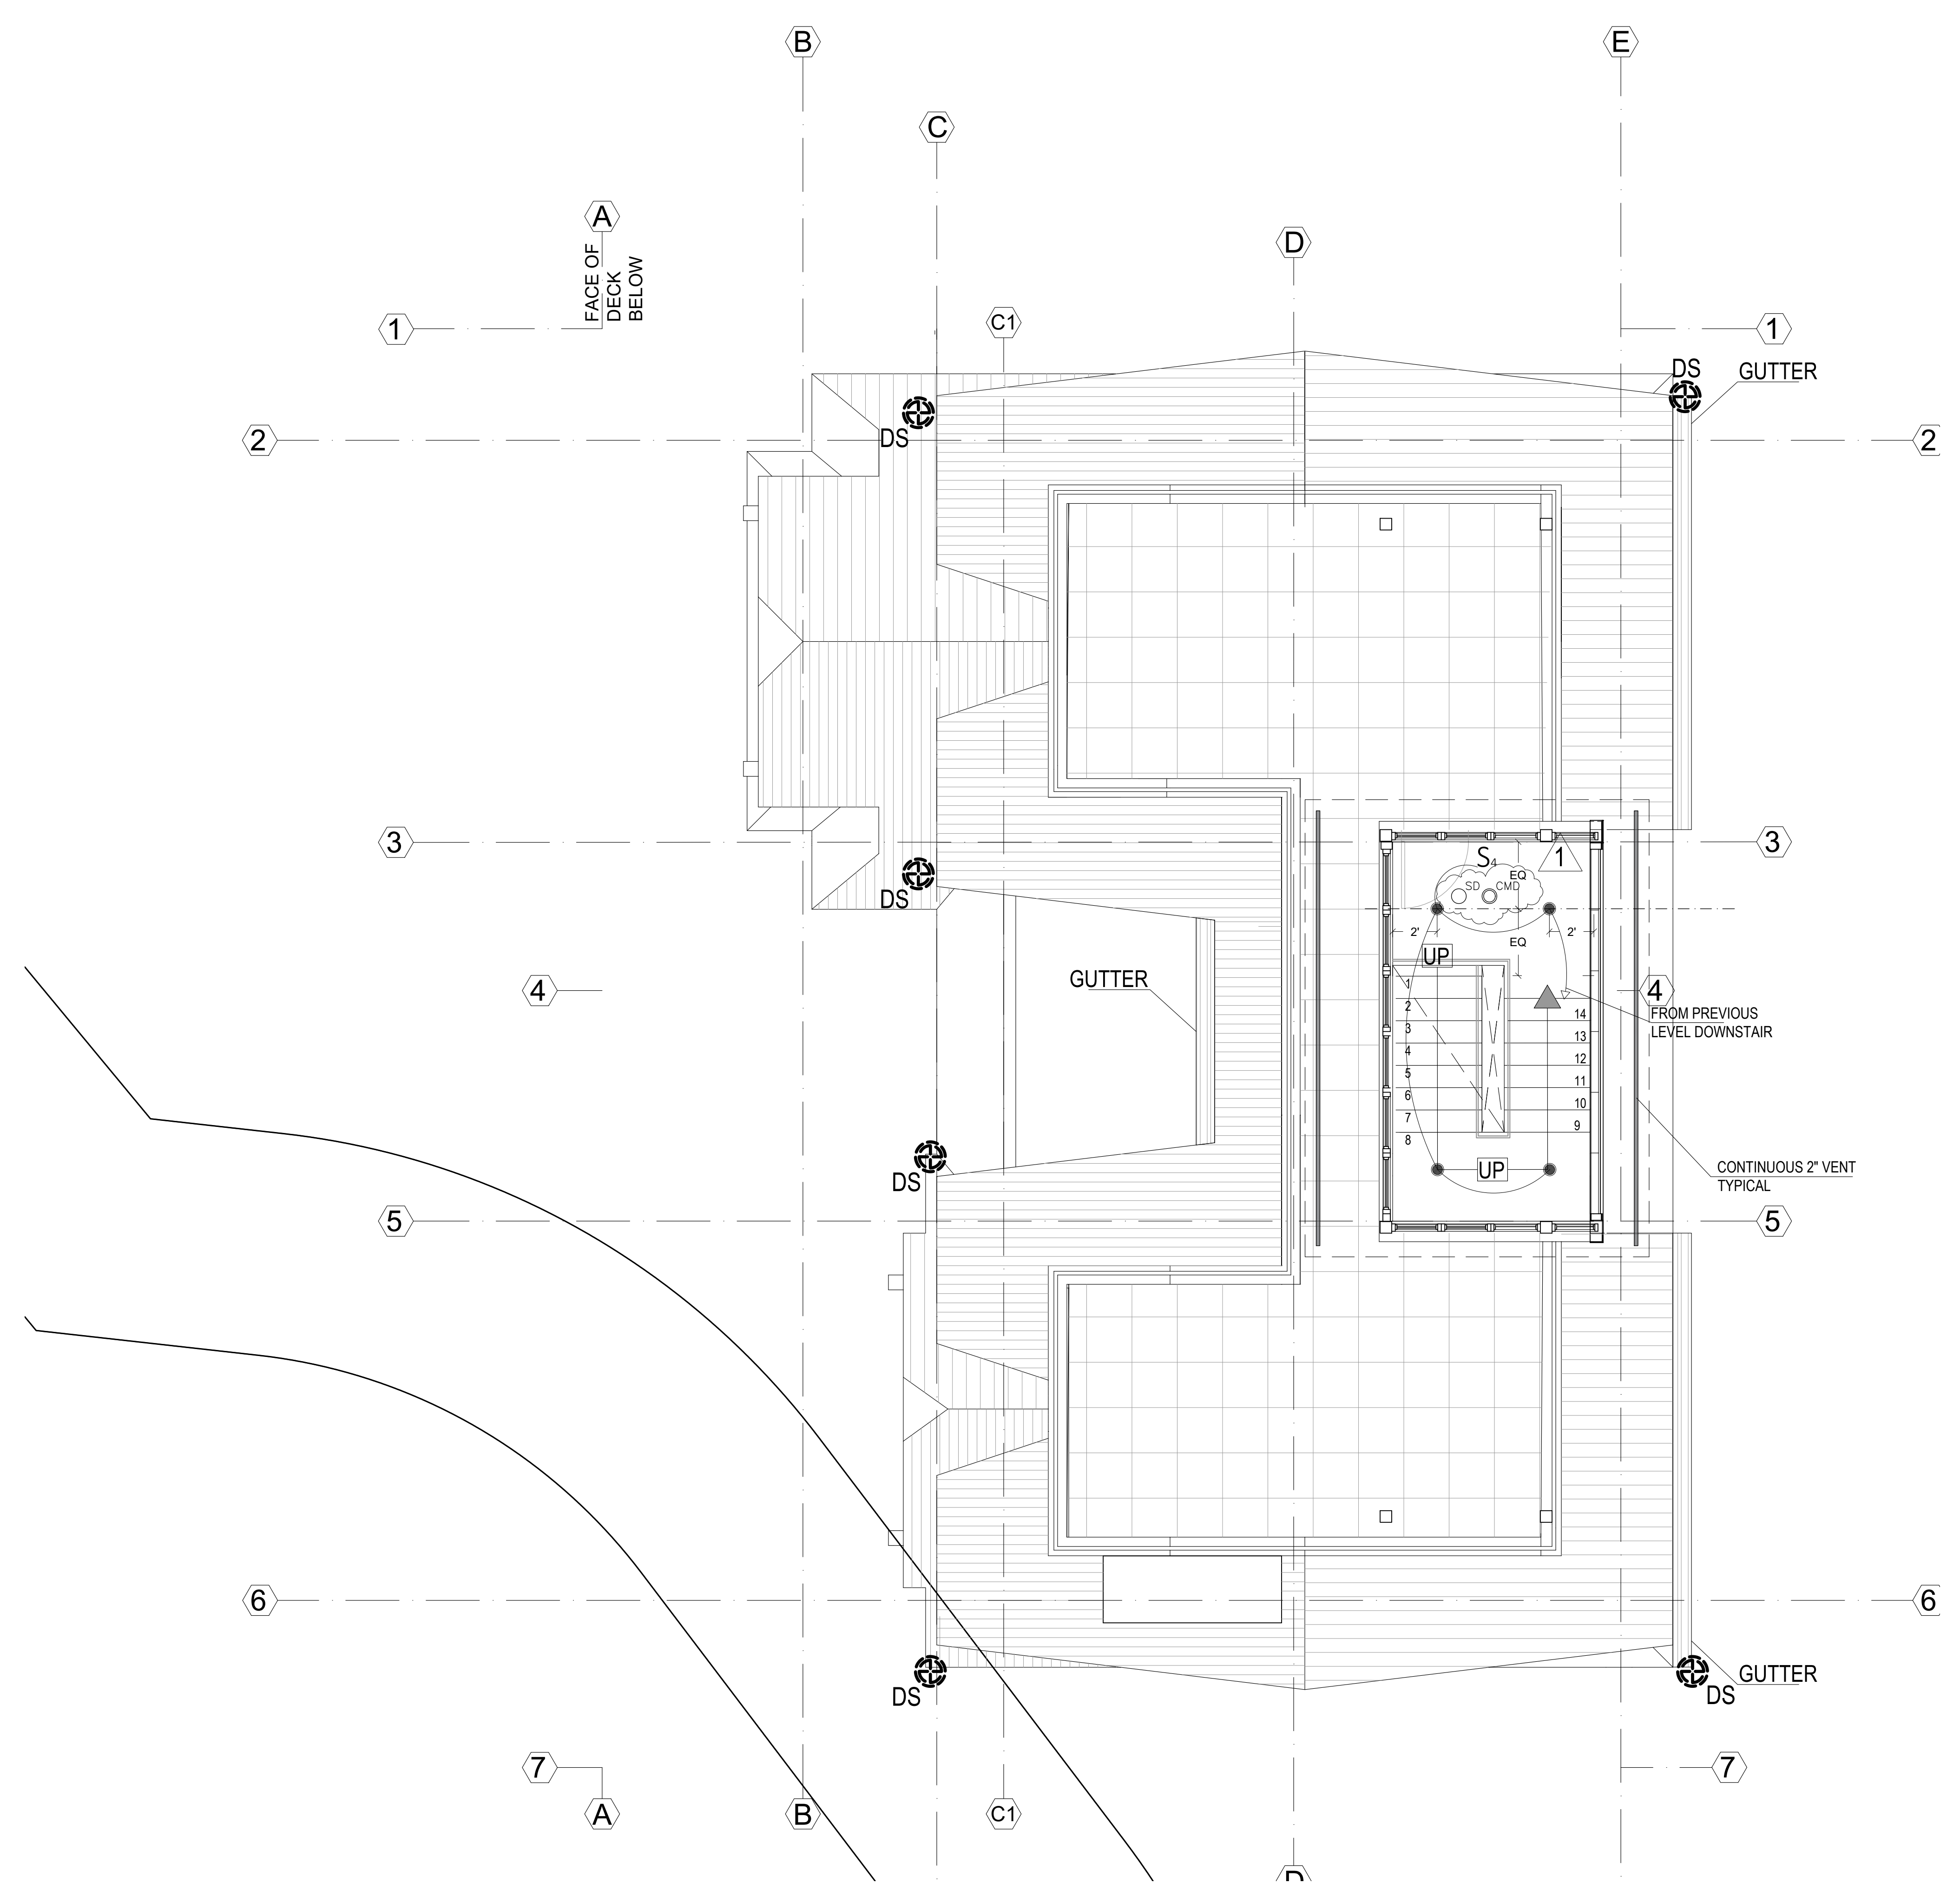 B
E
C
A
FACE OF
DECK
BELOW
D
1
C1
1
DS
GUTTER
2
DS
2
3
3
S4
1
EQ
SD
CMD
DS
2'
2'
EQ
UP
GUTTER
4
4
1
2
3
4
5
6
7
8
14
13
12
11
10
9
FROM PREVIOUS
LEVEL DOWNSTAIR
DS
UP
CONTINUOUS 2" VENT
TYPICAL
5
5
6
6
DS
GUTTER
DS
7
7
A
B
C1
D